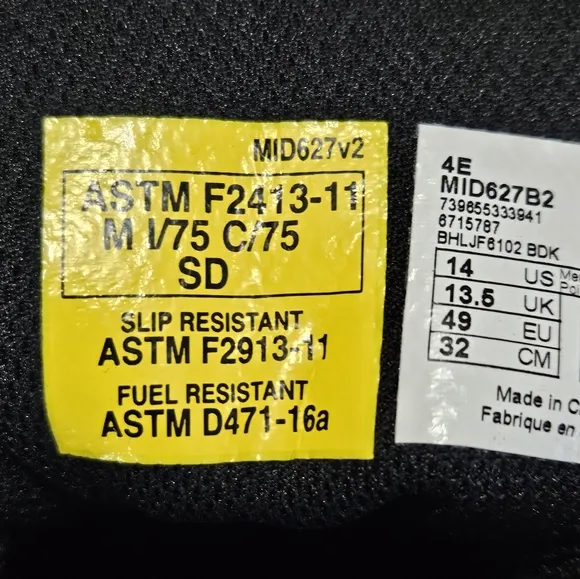 MID627v2
ASTM F2413-11
M I/75 C/75
SD
SLIP RESISTANT
ASTM F2913-11
FUEL RESISTANT
ASTM D471-16a
4E
MID627B2
739655333941
6715787
BHLJF6102 BDK
14 US
13.5 UK
49 EU
32 CM
Made in
Fabrique en